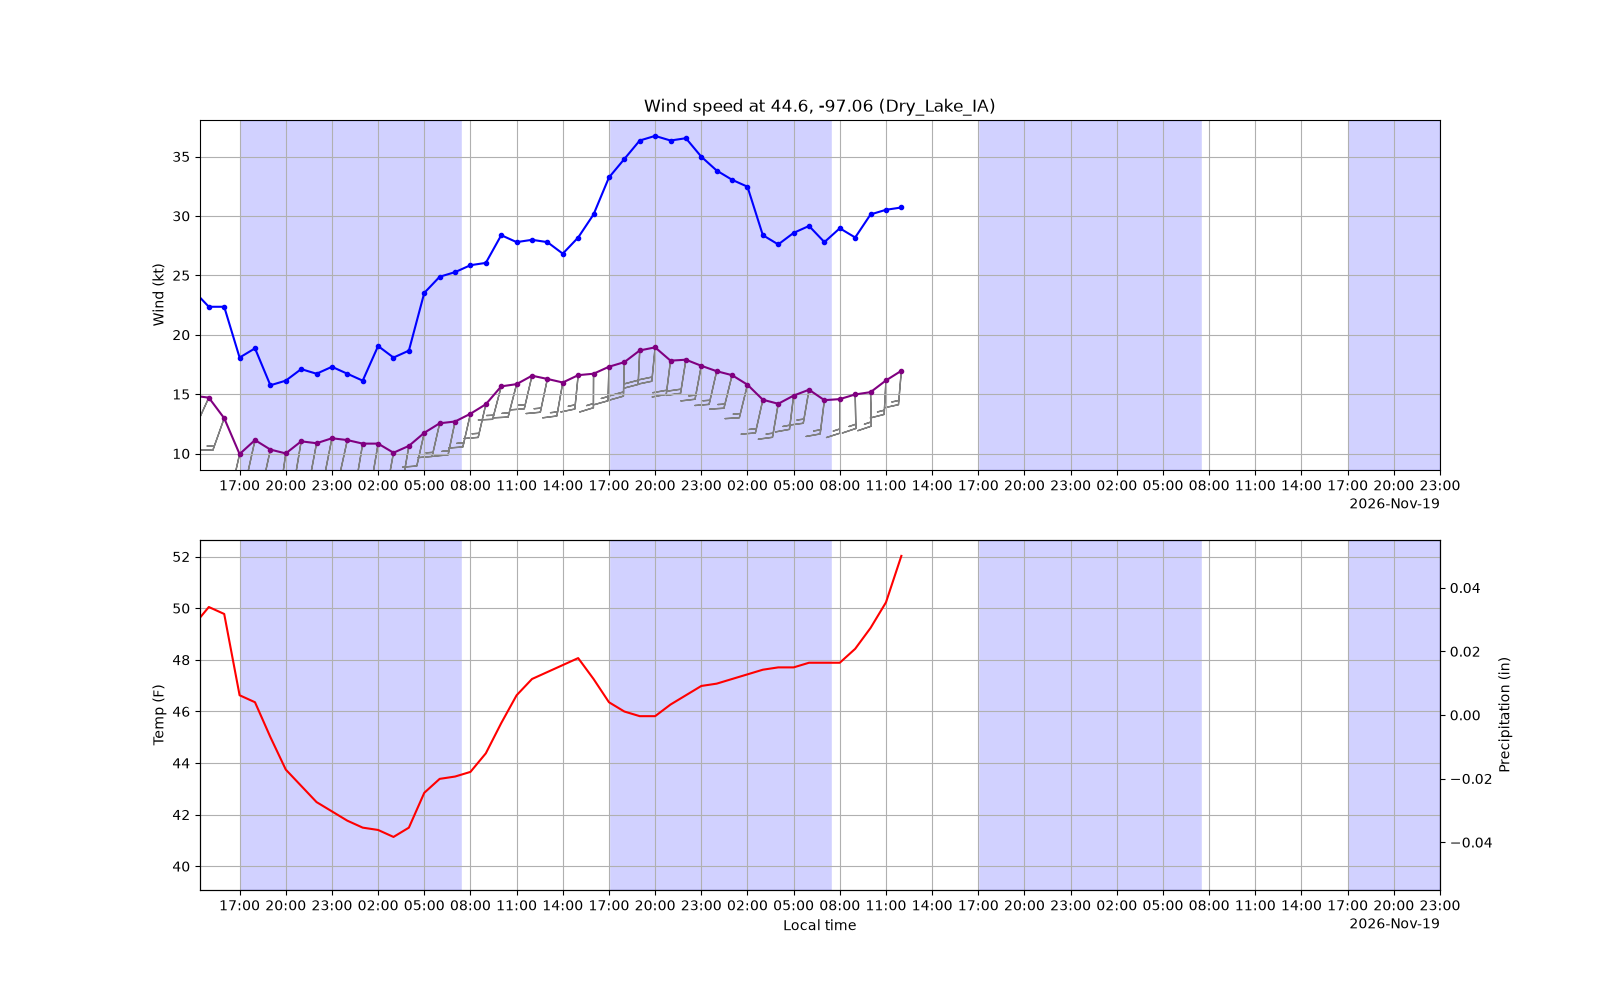 Wind speed at 44.6, -97.06 (Dry_Lake_IA)
Wind (kt)
35
30
25
20
15
10
17:00 20:00 23:00 02:00 05:00 08:00 11:00 14:00 17:00 20:00 23:00 02:00 05:00 08:00 11:00 14:00 17:00 20:00 23:00 02:00 05:00 08:00 11:00 14:00 17:00 20:00 23:00
2026-Nov-19
Temp (F)
52
50
48
46
44
42
40
0.04
0.02
0.00
−0.02
−0.04
Precipitation (in)
17:00 20:00 23:00 02:00 05:00 08:00 11:00 14:00 17:00 20:00 23:00 02:00 05:00 08:00 11:00 14:00 17:00 20:00 23:00 02:00 05:00 08:00 11:00 14:00 17:00 20:00 23:00
Local time
2026-Nov-19